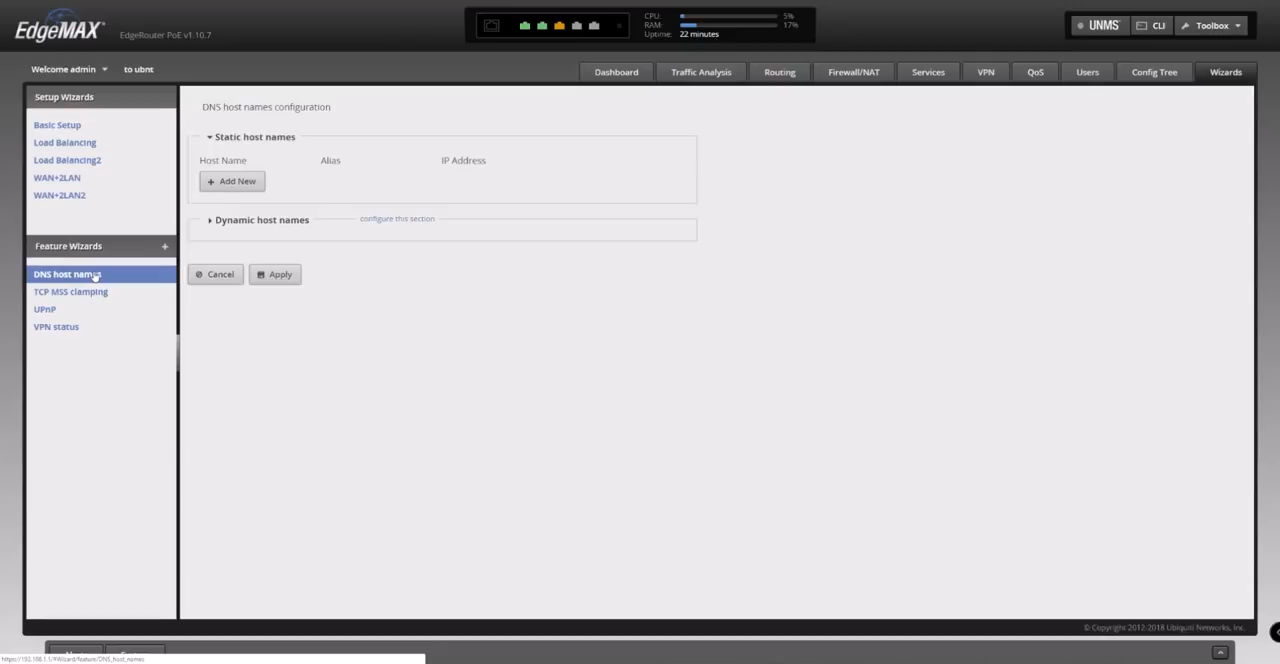 EdgeMAX
EdgeRouter PoE v1.10.7
CPU: 5%
RAM: 17%
Uptime: 22 minutes
UNMS
CLI
Toolbox
Welcome admin to ubnt
Dashboard
Traffic Analysis
Routing
Firewall/NAT
Services
VPN
QoS
Users
Config Tree
Wizards
Setup Wizards
Basic Setup
Load Balancing
Load Balancing2
WAN+2LAN
WAN+2LAN2
Feature Wizards +
DNS host names
TCP MSS clamping
UPnP
VPN status
DNS host names configuration
Static host names
Host Name Alias IP Address
+ Add New
Dynamic host names configure this section
Cancel Apply
© Copyright 2012-2018 Ubiquiti Networks, Inc.
https://192.168.1.1/#Wizard/feature/DNS_host_names